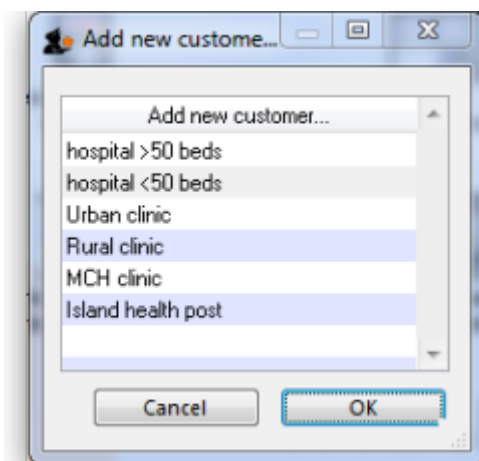 Add new custome...
Add new customer...
hospital >50 beds
hospital <50 beds
Urban clinic
Rural clinic
MCH clinic
Island health post
Cancel OK